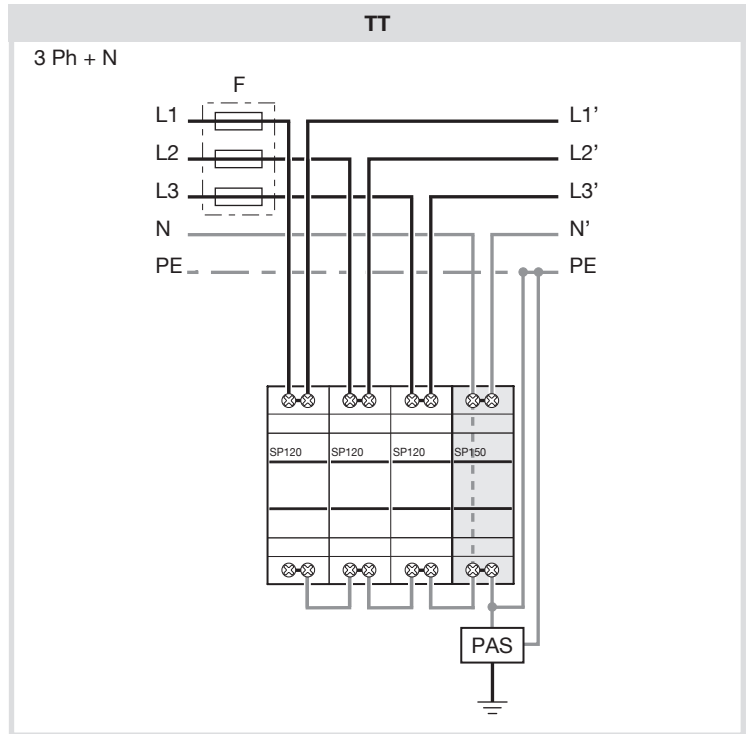 TT
3 Ph + N
F
L1 L1’
L2 L2’
L3 L3’
N N’
PE PE
SP120 SP120 SP120 SP150
PAS